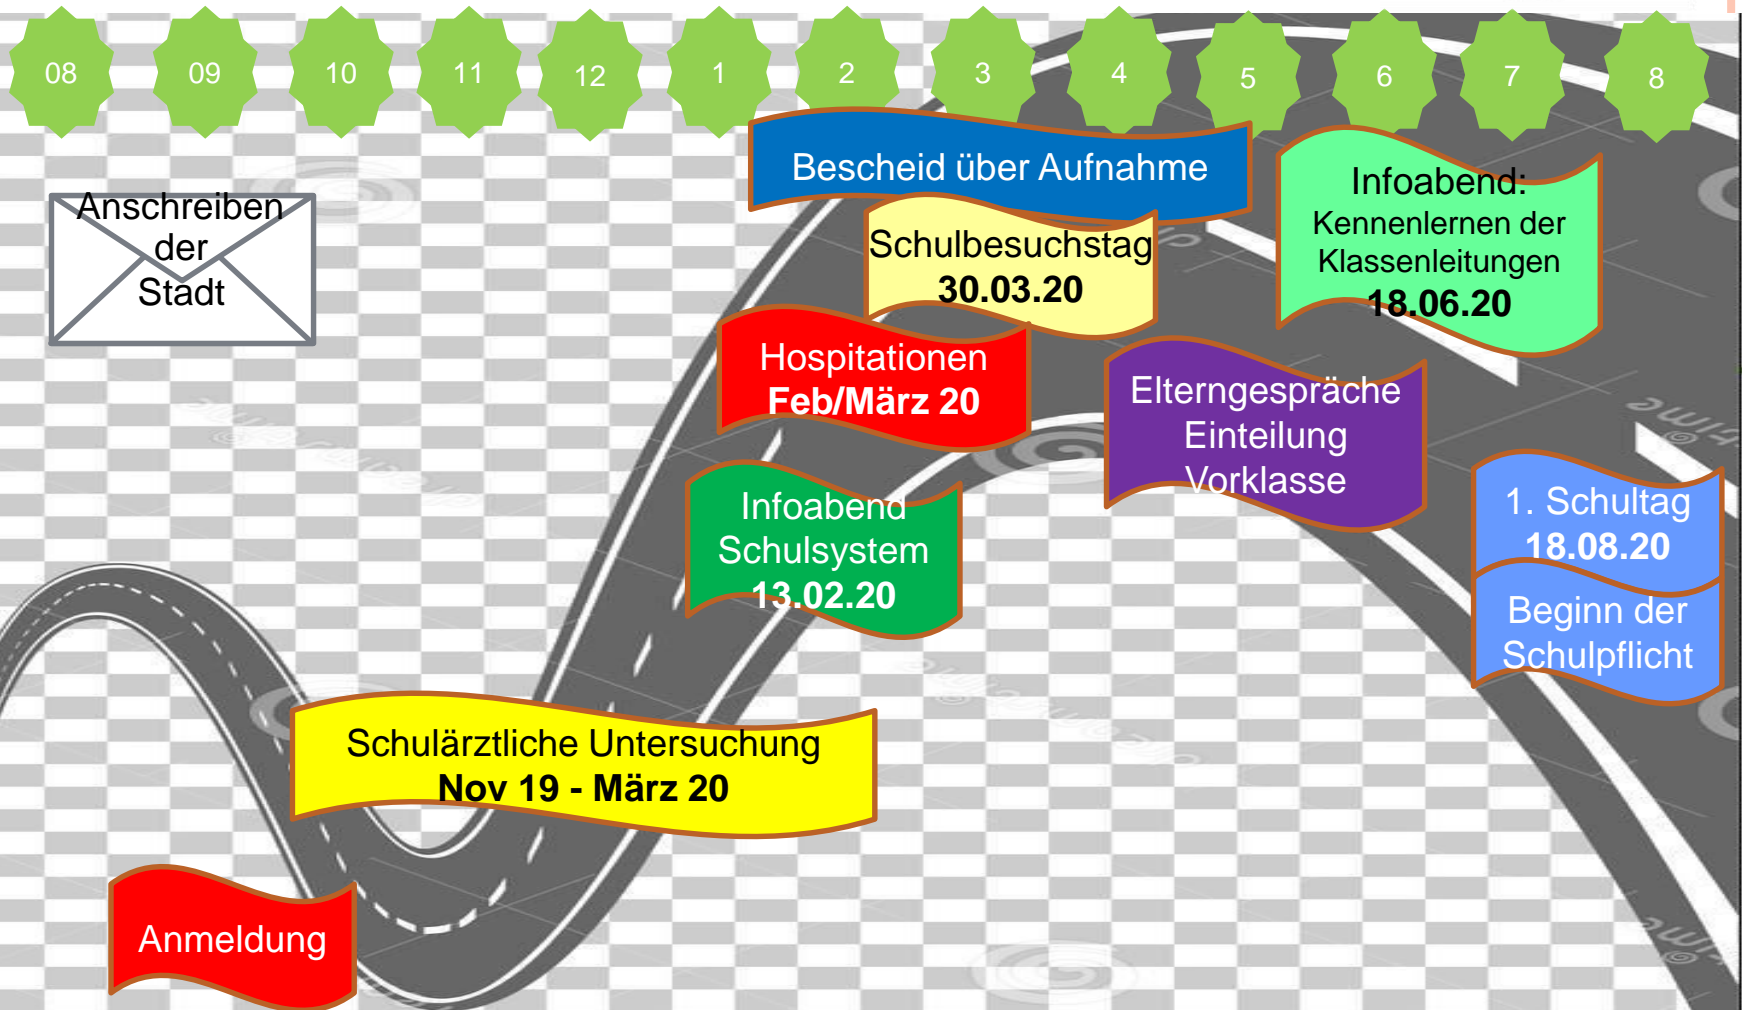 08 09 10 11 12 1 2 3 4 5 6 7 8
Anschreiben
der
Stadt
Bescheid über Aufnahme
Schulbesuchstag
30.03.20
Infoabend:
Kennenlernen der
Klassenleitungen
18.06.20
Hospitationen
Feb/März 20
Elterngespräche
Einteilung
Vorklasse
Infoabend
Schulsystem
13.02.20
1. Schultag
18.08.20
Beginn der
Schulpflicht
Schulärztliche Untersuchung
Nov 19 - März 20
Anmeldung